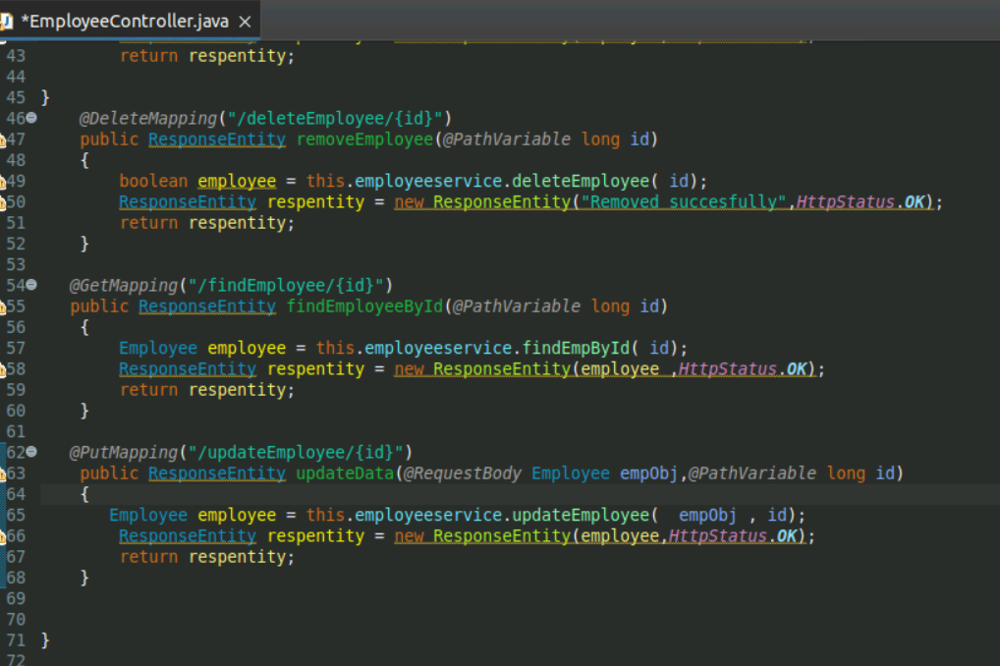 *EmployeeController.java
43 return respentity;
44
45 }
46 @DeleteMapping("/deleteEmployee/{id}")
47 public ResponseEntity removeEmployee(@PathVariable long id)
48 {
49 boolean employee = this.employeeservice.deleteEmployee( id);
50 ResponseEntity respentity = new ResponseEntity("Removed succesfully",HttpStatus.OK);
51 return respentity;
52 }
53
54 @GetMapping("/findEmployee/{id}")
55 public ResponseEntity findEmployeeById(@PathVariable long id)
56 {
57 Employee employee = this.employeeservice.findEmpById( id);
58 ResponseEntity respentity = new ResponseEntity(employee ,HttpStatus.OK);
59 return respentity;
60 }
61
62 @PutMapping("/updateEmployee/{id}")
63 public ResponseEntity updateData(@RequestBody Employee empObj,@PathVariable long id)
64 {
65 Employee employee = this.employeeservice.updateEmployee(  empObj , id);
66 ResponseEntity respentity = new ResponseEntity(employee,HttpStatus.OK);
67 return respentity;
68 }
69
70
71 }
72